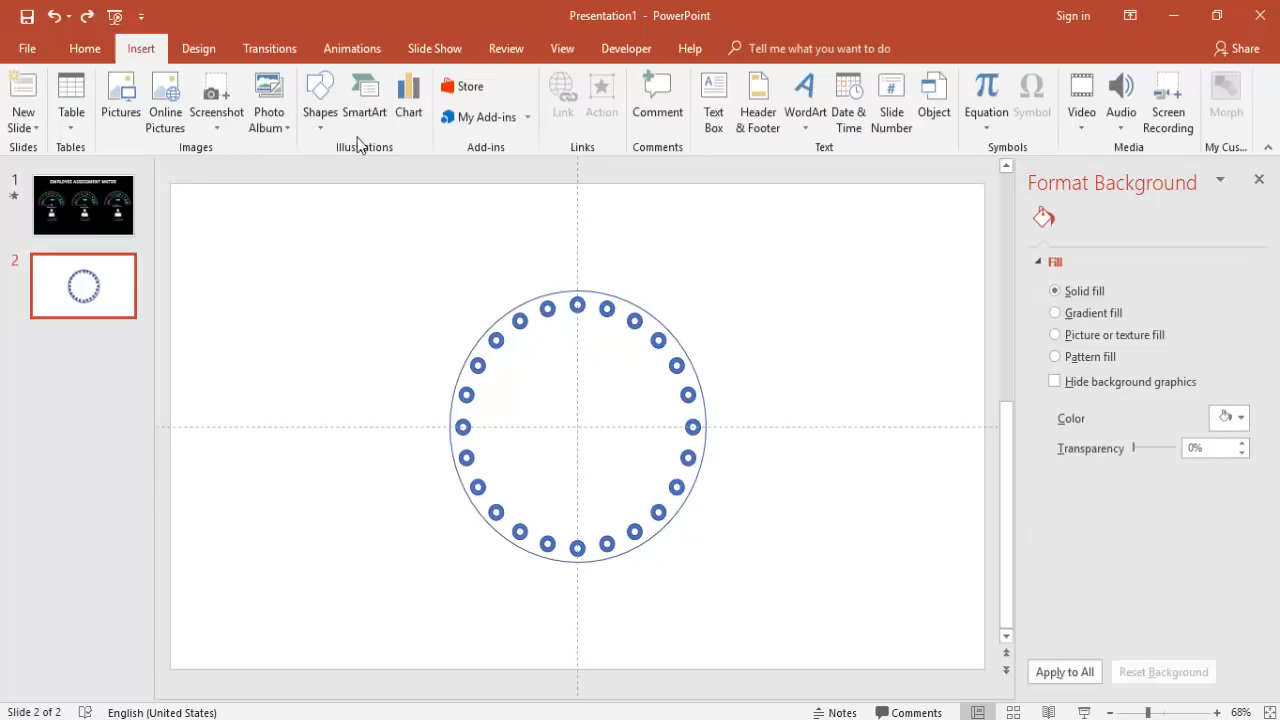 Presentation1 - PowerPoint
Sign in
File Home Insert Design Transitions Animations Slide Show Review View Developer Help Tell me what you want to do Share
New Slide
Table
Pictures
Online Pictures
Screenshot
Photo Album
Shapes
SmartArt
Chart
Store
My Add-ins
Link
Action
Comment
Text Box
Header & Footer
WordArt
Date & Time
Slide Number
Object
Equation
Symbol
Video
Audio
Screen Recording
Morph
Slides Tables Images Illustrations Add-ins Links Comments Text Symbols Media My Cus...
1
EMPLOYEE ASSESSMENT METER
2
Format Background
Fill
Solid fill
Gradient fill
Picture or texture fill
Pattern fill
Hide background graphics
Color
Transparency 0%
Apply to All Reset Background
Slide 2 of 2 English (United States) Notes Comments 68%